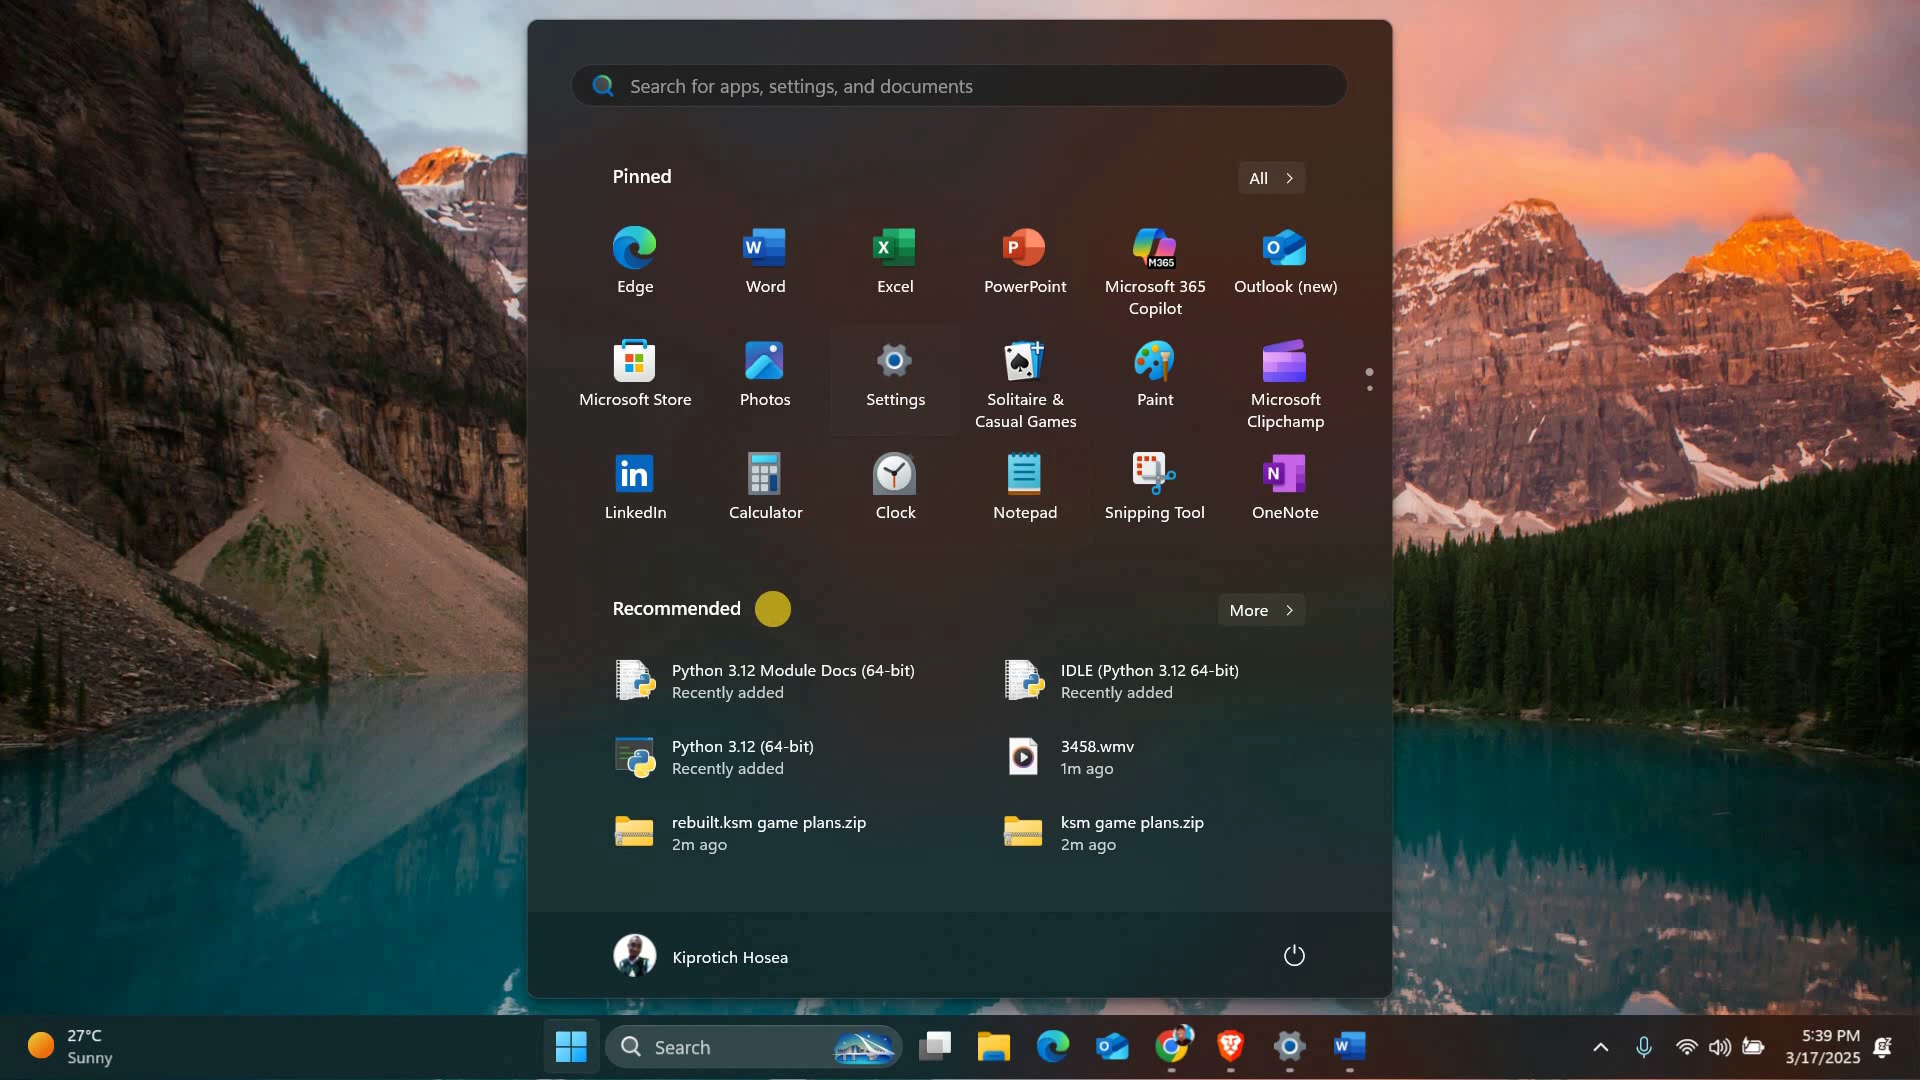 Search for apps, settings, and documents
Pinned
All
Edge
Word
Excel
PowerPoint
Microsoft 365
Copilot
Outlook (new)
Microsoft Store
Photos
Settings
Solitaire &
Casual Games
Paint
Microsoft
Clipchamp
LinkedIn
Calculator
Clock
Notepad
Snipping Tool
OneNote
Recommended
More
Python 3.12 Module Docs (64-bit)
Recently added
IDLE (Python 3.12 64-bit)
Recently added
Python 3.12 (64-bit)
Recently added
3458.wmv
1m ago
rebuilt.ksm game plans.zip
2m ago
ksm game plans.zip
2m ago
Kiprotich Hosea
27°C
Sunny
Search
5:39 PM
3/17/2025